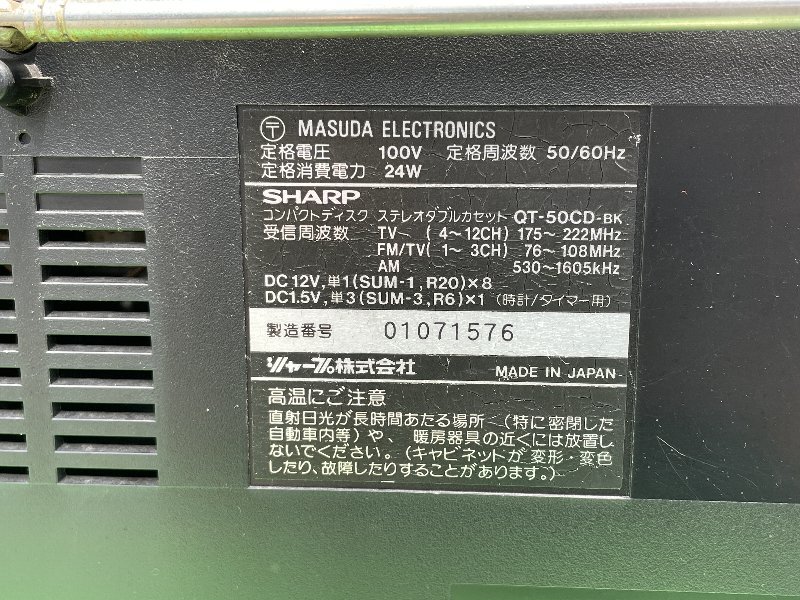 〒 MASUDA ELECTRONICS
定格電圧 100V 定格周波数 50/60Hz
定格消費電力 24W
SHARP
コンパクトディスク ステレオダブルカセット QT-50CD-BK
受信周波数 TV~ (4~12CH) 175~222MHz
FM/TV(1~3CH) 76~108MHz
AM 530~1605kHz
DC12V,単1(SUM-1,R20)×8
DC1.5V,単3(SUM-3,R6)×1 (時計/タイマー用)
製造番号 01071576
シャープ株式会社 MADE IN JAPAN
高温にご注意
直射日光が長時間あたる場所 (特に密閉した
自動車内等)や、 暖房器具の近くには放置し
ないでください。(キャビネットが 変形・変色
したり、故障したりすることがあります。)